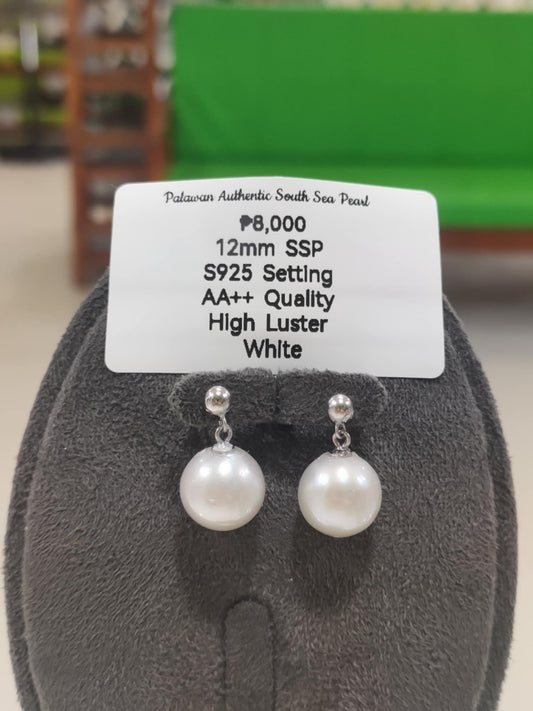 Palawan Authentic South Sea Pearl
₱8,000
12mm SSP
S925 Setting
AA++ Quality
High Luster
White